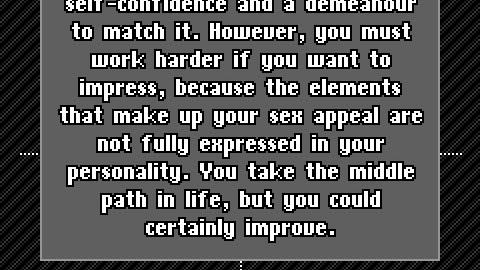 self-confidence and a demeanour
to match it. However, you must
work harder if you want to
impress, because the elements
that make up your sex appeal are
not fully expressed in your
personality. You take the middle
path in life, but you could
certainly improve.